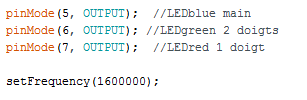 pinMode(5, OUTPUT);  //LEDblue main
pinMode(6, OUTPUT); //LEDgreen 2 doigts
pinMode(7, OUTPUT);  //LEDred 1 doigt
setFrequency(1600000);